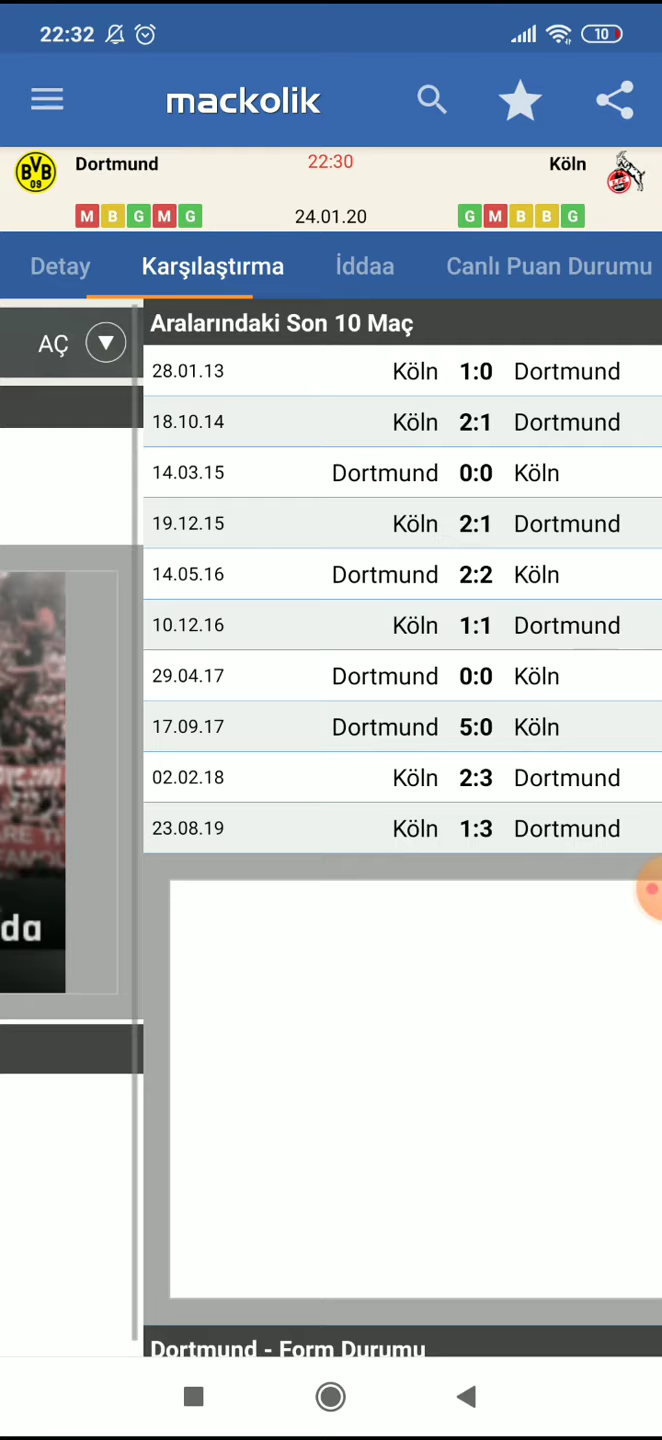 22:32 10
mackolik
BVB 09 Dortmund 22:30 Köln
M B G M G 24.01.20 G M B B G
Detay Karşılaştırma İddaa Canlı Puan Durumu
AÇ
Aralarındaki Son 10 Maç
28.01.13 Köln 1:0 Dortmund
18.10.14 Köln 2:1 Dortmund
14.03.15 Dortmund 0:0 Köln
19.12.15 Köln 2:1 Dortmund
14.05.16 Dortmund 2:2 Köln
10.12.16 Köln 1:1 Dortmund
29.04.17 Dortmund 0:0 Köln
17.09.17 Dortmund 5:0 Köln
02.02.18 Köln 2:3 Dortmund
23.08.19 Köln 1:3 Dortmund
da
Dortmund - Form Durumu